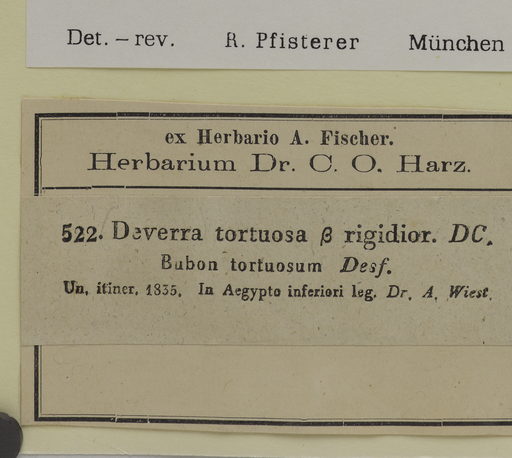 Det. – rev. R. Pfisterer München
ex Herbario A. Fischer.
Herbarium Dr. C. O. Harz.
522. Deverra tortuosa β rigidior. DC.
Bubon tortuosum Desf.
Un. itiner. 1835. In Aegypto inferiori leg. Dr. A. Wiest.